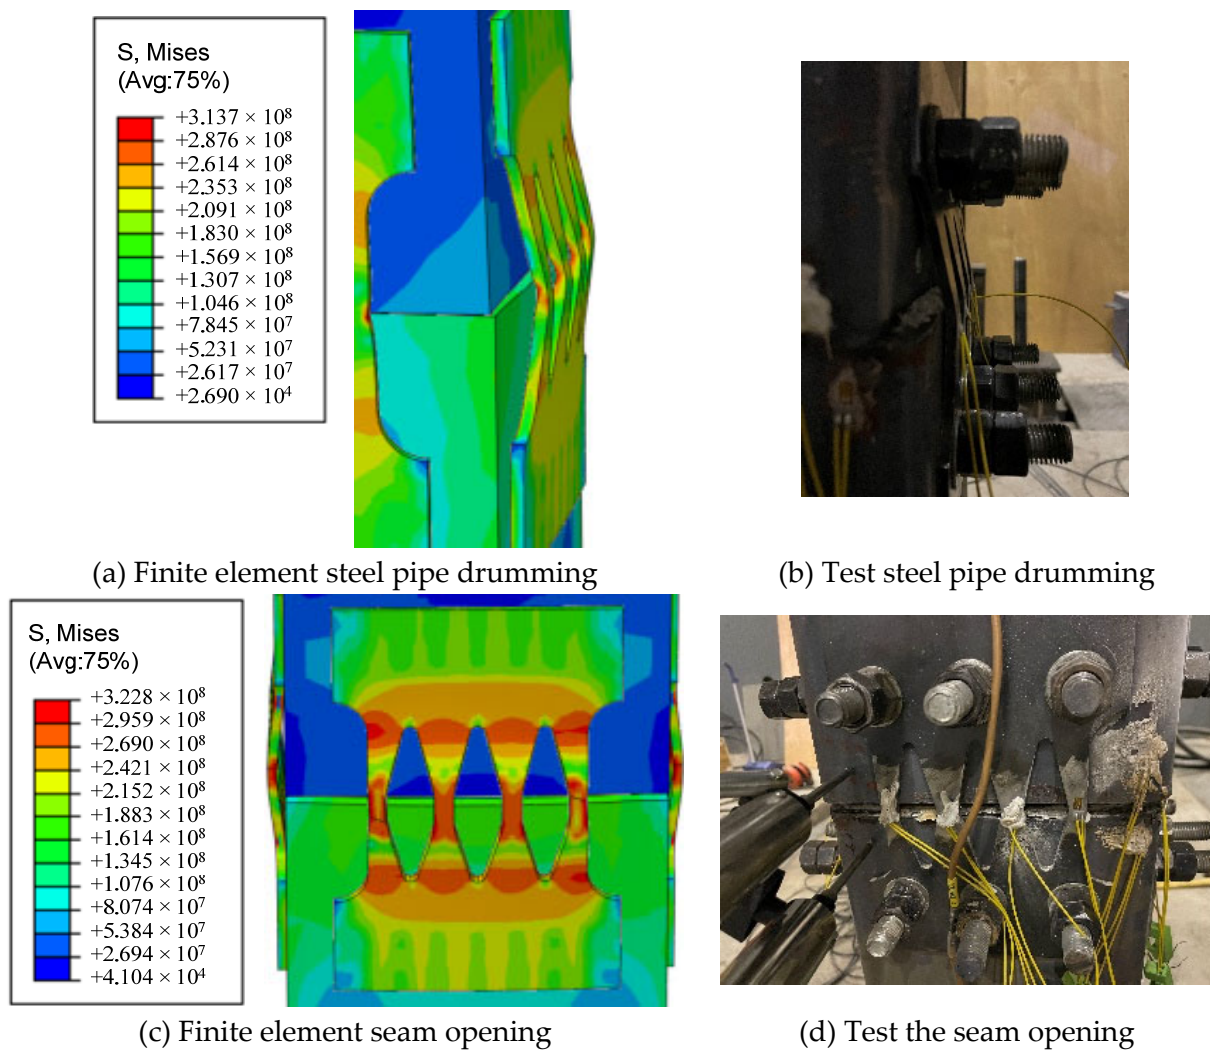 S, Mises
(Avg:75%)
+3.137 × 10⁸
+2.876 × 10⁸
+2.614 × 10⁸
+2.353 × 10⁸
+2.091 × 10⁸
+1.830 × 10⁸
+1.569 × 10⁸
+1.307 × 10⁸
+1.046 × 10⁸
+7.845 × 10⁷
+5.231 × 10⁷
+2.617 × 10⁷
+2.690 × 10⁴
(a) Finite element steel pipe drumming
(b) Test steel pipe drumming
S, Mises
(Avg:75%)
+3.228 × 10⁸
+2.959 × 10⁸
+2.690 × 10⁸
+2.421 × 10⁸
+2.152 × 10⁸
+1.883 × 10⁸
+1.614 × 10⁸
+1.345 × 10⁸
+1.076 × 10⁸
+8.074 × 10⁷
+5.384 × 10⁷
+2.694 × 10⁷
+4.104 × 10⁴
(c) Finite element seam opening
(d) Test the seam opening